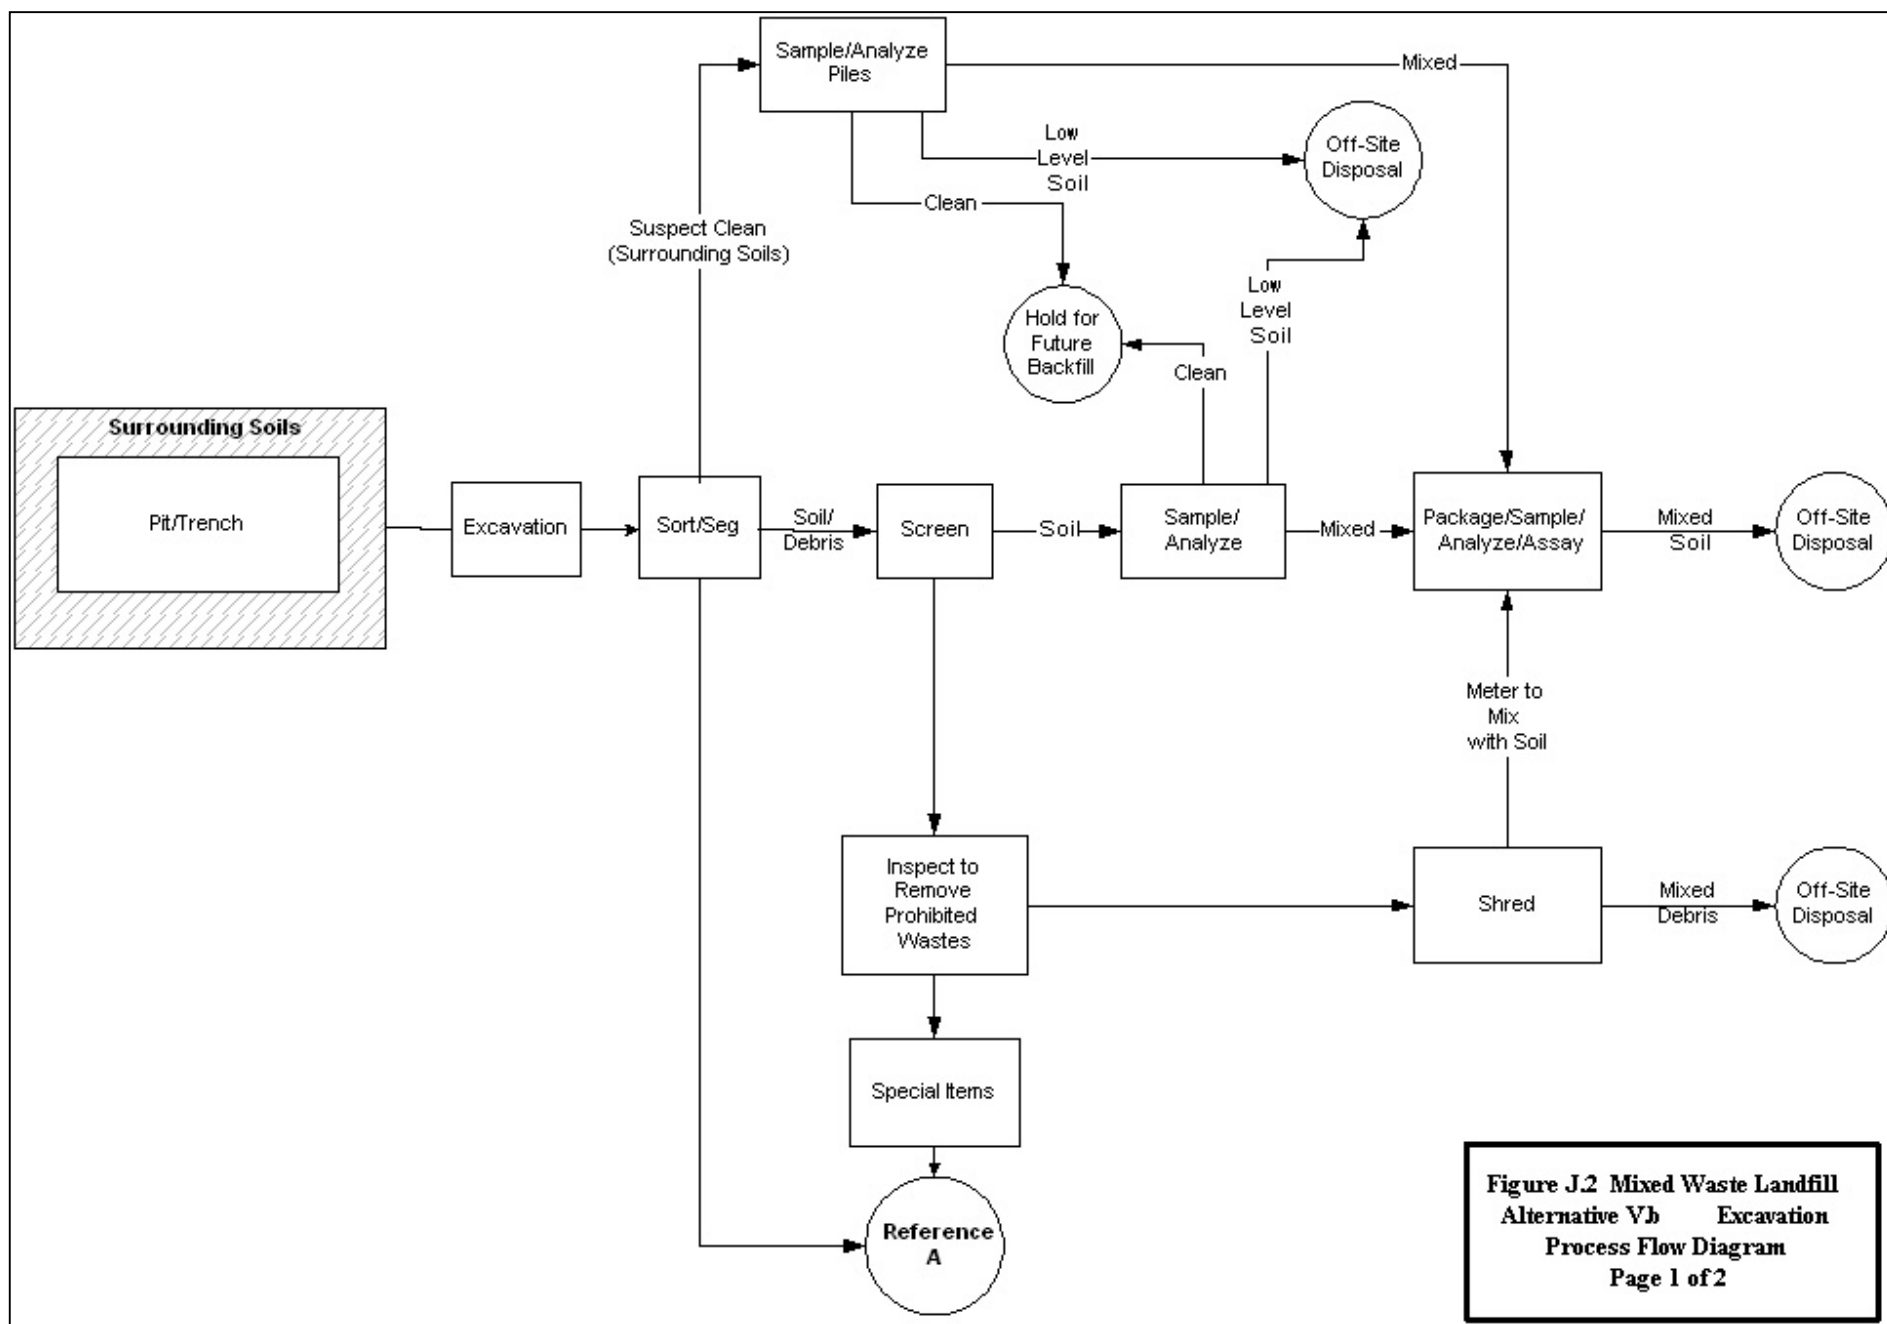 Sample/Analyze
Piles
Mixed
Low
Level
Soil
Off-Site
Disposal
Clean
Suspect Clean
(Surrounding Soils)
Low
Level
Soil
Hold for
Future
Backfill
Clean
Surrounding Soils
Pit/Trench
Excavation
Sort/Seg
Soil/
Debris
Screen
Soil
Sample/
Analyze
Mixed
Package/Sample/
Analyze/Assay
Mixed
Soil
Off-Site
Disposal
Meter to
Mix
with Soil
Inspect to
Remove
Prohibited
Wastes
Shred
Mixed
Debris
Off-Site
Disposal
Special Items
Reference
A
Figure J.2 Mixed Waste Landfill
Alternative V.b Excavation
Process Flow Diagram
Page 1 of 2